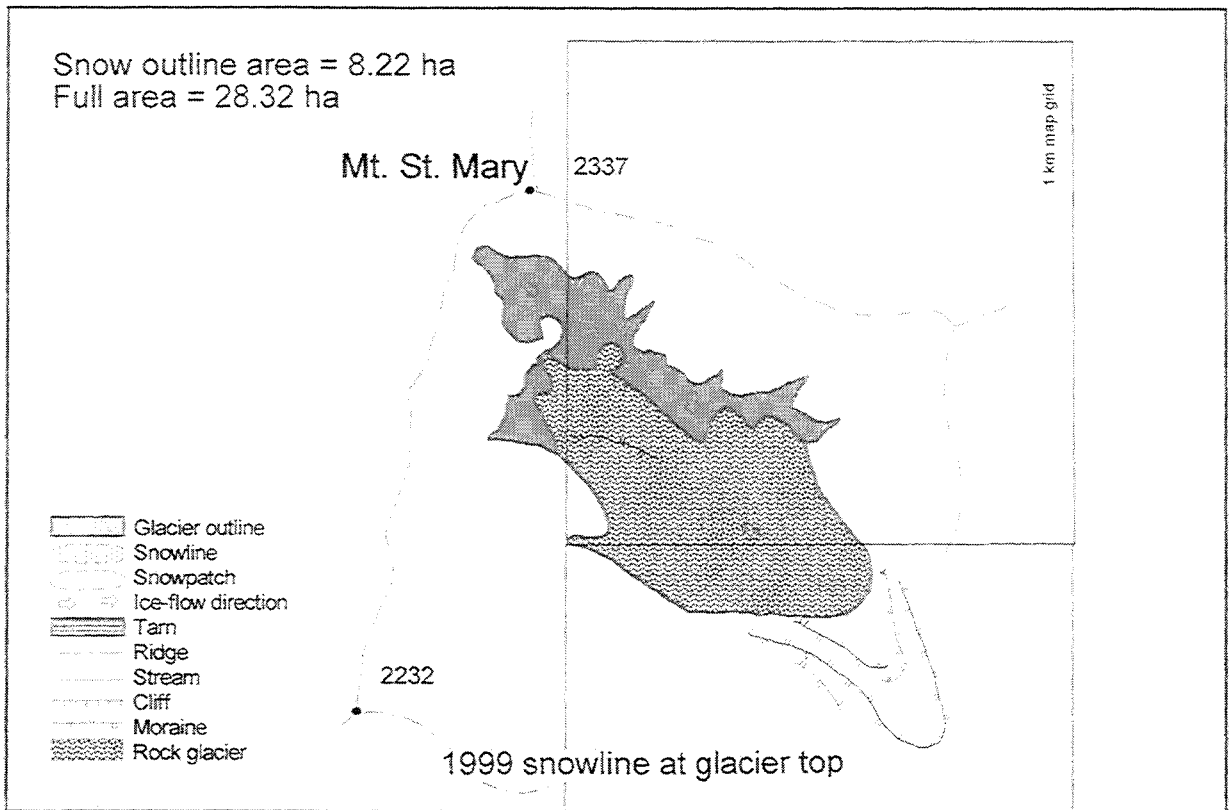 Snow outline area = 8.22 ha
Full area = 28.32 ha
1 km map grid
Mt. St. Mary
2337
Glacier outline
Snowline
Snowpatch
Ice-flow direction
Tarn
Ridge
Stream
Cliff
Moraine
Rock glacier
2232
1999 snowline at glacier top